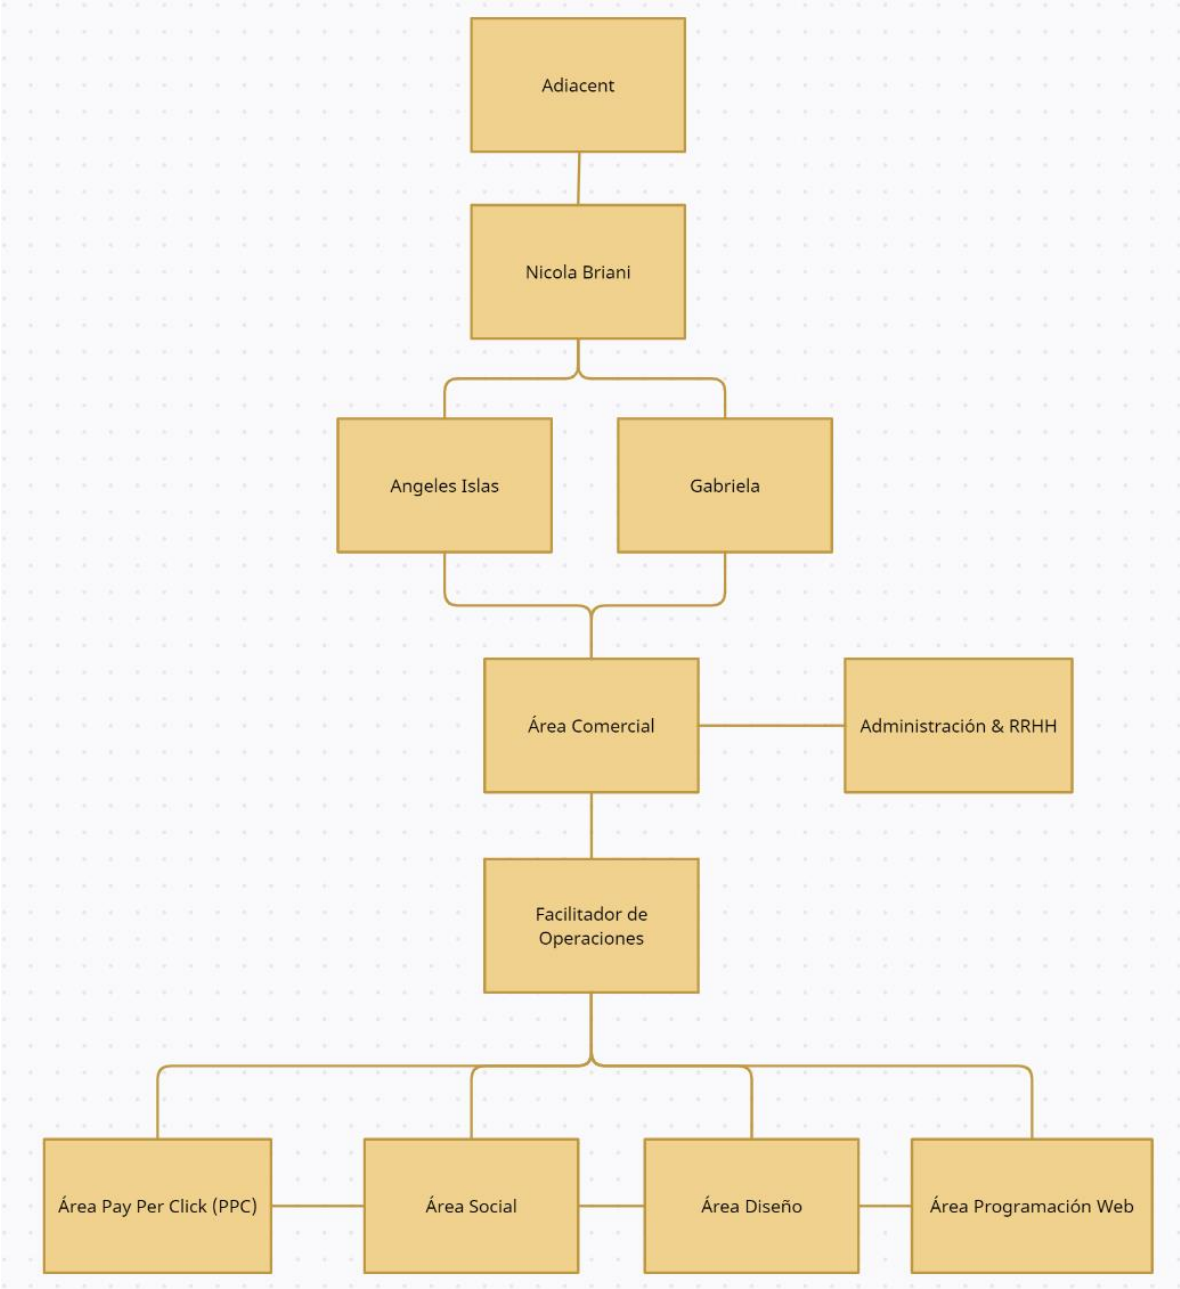 Adiacent
Nicola Briani
Angeles Islas
Gabriela
Área Comercial
Administración & RRHH
Facilitador de
Operaciones
Área Pay Per Click (PPC)
Área Social
Área Diseño
Área Programación Web